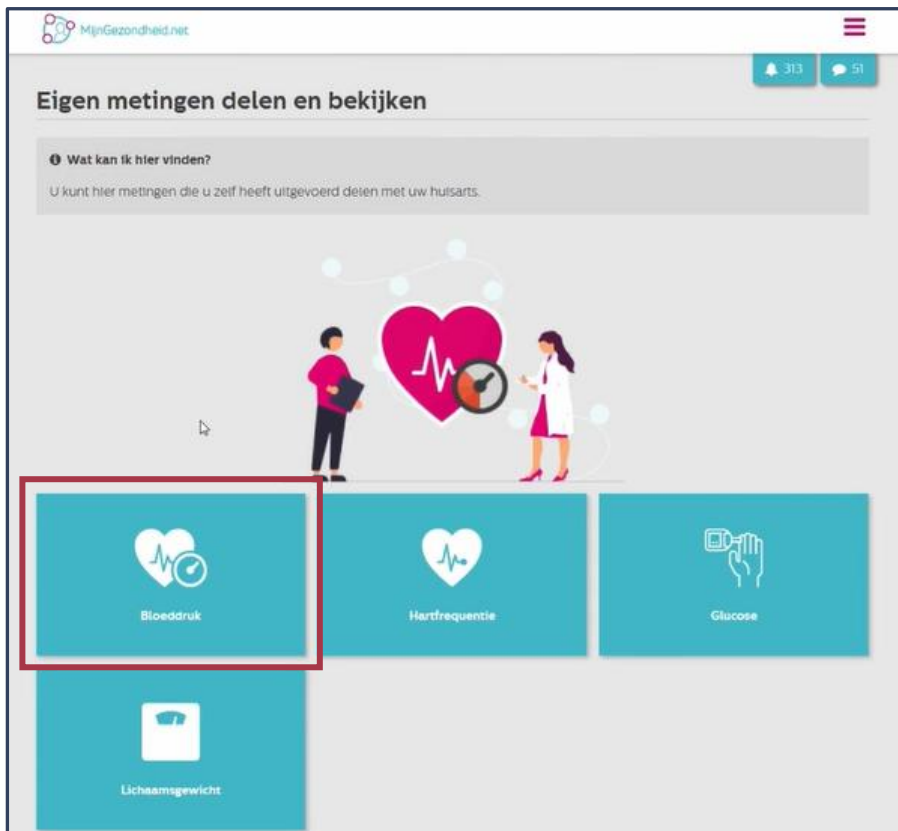 MijnGezondheid.net
313
51
Eigen metingen delen en bekijken
Wat kan ik hier vinden?
U kunt hier metingen die u zelf heeft uitgevoerd delen met uw huisarts.
Bloeddruk
Hartfrequentie
Glucose
Lichaamsgewicht